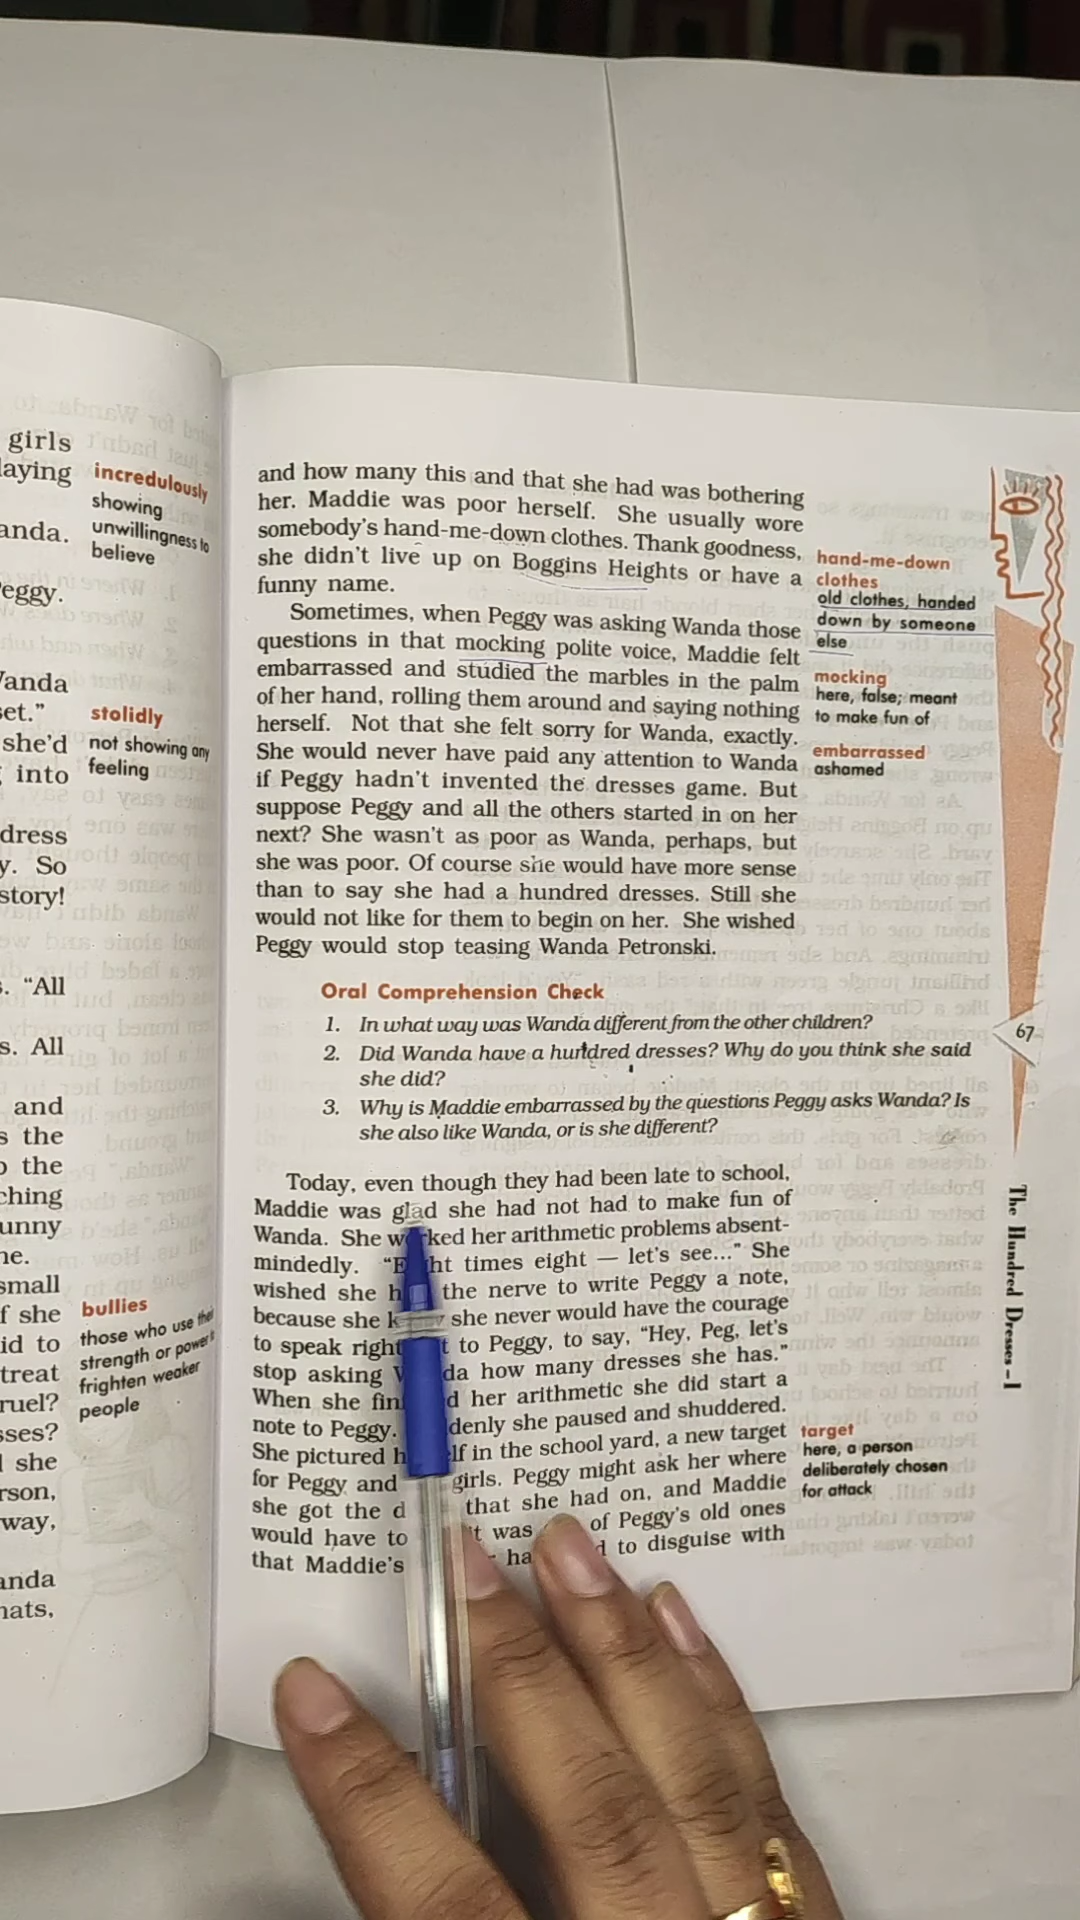 girls
laying
anda.
eggy.
anda
set."
she'd
into
dress
y. So
story!
s. "All
s. All
and
s the
o the
ching
unny
ne.
small
f she
id to
treat
ruel?
sses?
she
rson,
way,
anda
hats,
incredulously
showing
unwillingness to
believe
stolidly
not showing any
feeling
bullies
those who use their
strength or power to
frighten weaker
people
and how many this and that she had was bothering
her. Maddie was poor herself. She usually wore
somebody's hand-me-down clothes. Thank goodness,
she didn't live up on Boggins Heights or have a
funny name.
Sometimes, when Peggy was asking Wanda those
questions in that mocking polite voice, Maddie felt
embarrassed and studied the marbles in the palm
of her hand, rolling them around and saying nothing
herself. Not that she felt sorry for Wanda, exactly.
She would never have paid any attention to Wanda
if Peggy hadn't invented the dresses game. But
suppose Peggy and all the others started in on her
next? She wasn't as poor as Wanda, perhaps, but
she was poor. Of course she would have more sense
than to say she had a hundred dresses. Still she
would not like for them to begin on her. She wished
Peggy would stop teasing Wanda Petronski.
hand-me-down
clothes
old clothes, handed
down by someone
else
mocking
here, false; meant
to make fun of
embarrassed
ashamed
Oral Comprehension Check
1. In what way was Wanda different from the other children?
2. Did Wanda have a hundred dresses? Why do you think she said
she did?
3. Why is Maddie embarrassed by the questions Peggy asks Wanda? Is
she also like Wanda, or is she different?
67
The Hundred Dresses–I
Today, even though they had been late to school,
Maddie was glad she had not had to make fun of
Wanda. She worked her arithmetic problems absent-
mindedly. "Eight times eight — let's see..." She
wished she h the nerve to write Peggy a note,
because she k she never would have the courage
to speak right t to Peggy, to say, "Hey, Peg, let's
stop asking W da how many dresses she has."
When she fin d her arithmetic she did start a
note to Peggy. denly she paused and shuddered.
She pictured h lf in the school yard, a new target
for Peggy and girls. Peggy might ask her where
she got the d that she had on, and Maddie
would have to t was of Peggy's old ones
that Maddie's ha d to disguise with
target
here, a person
deliberately chosen
for attack